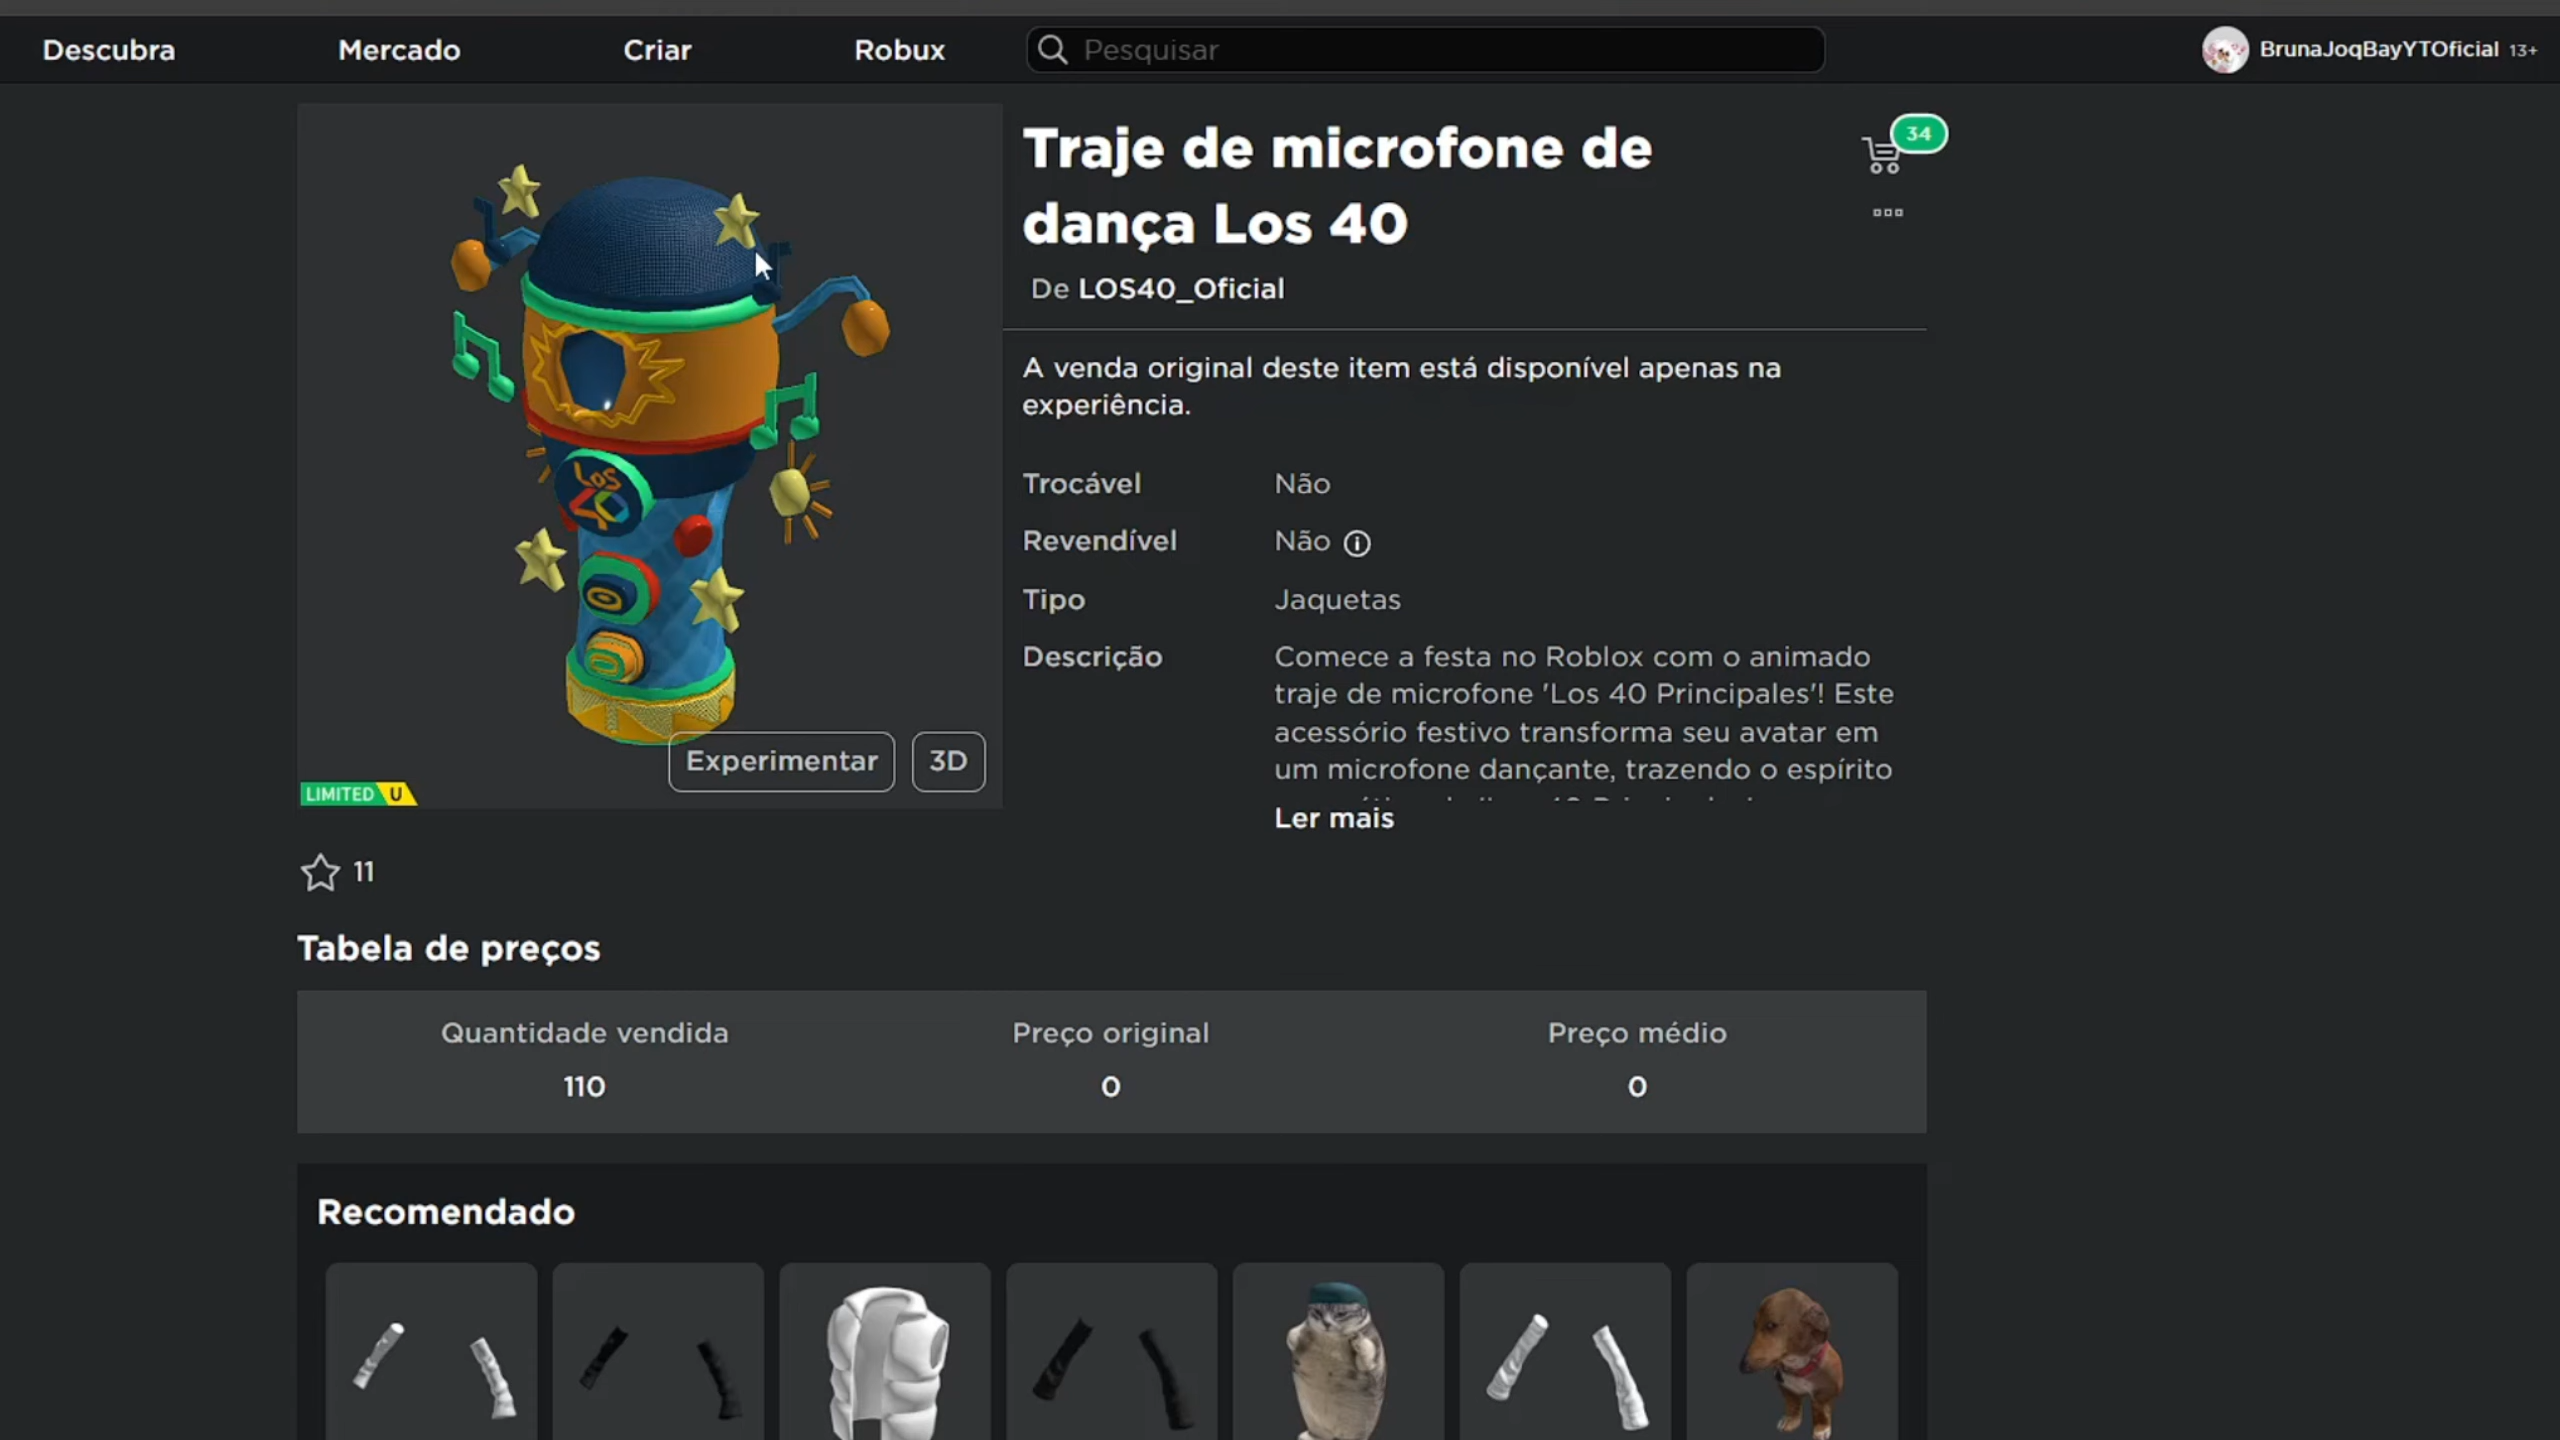 Descubra Mercado Criar Robux Pesquisar BrunaJoqBayYTOficial 13+
Traje de microfone de
dança Los 40
34
De LOS40_Oficial
A venda original deste item está disponível apenas na
experiência.
Trocável Não
Revendível Não
Tipo Jaquetas
Descrição Comece a festa no Roblox com o animado
traje de microfone 'Los 40 Principales'! Este
acessório festivo transforma seu avatar em
um microfone dançante, trazendo o espírito
Ler mais
Los
40
Experimentar 3D
LIMITED U
11
Tabela de preços
Quantidade vendida Preço original Preço médio
110 0 0
Recomendado